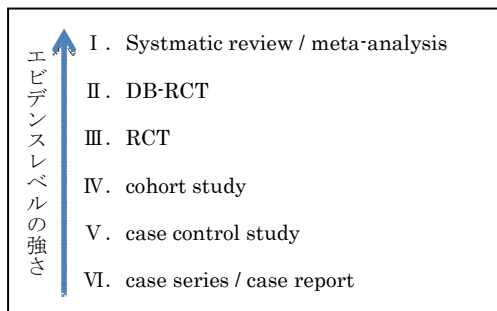 エビデンスレベルの強さ
Ⅰ. Systmatic review / meta-analysis
Ⅱ. DB-RCT
Ⅲ. RCT
Ⅳ. cohort study
Ⅴ. case control study
Ⅵ. case series / case report